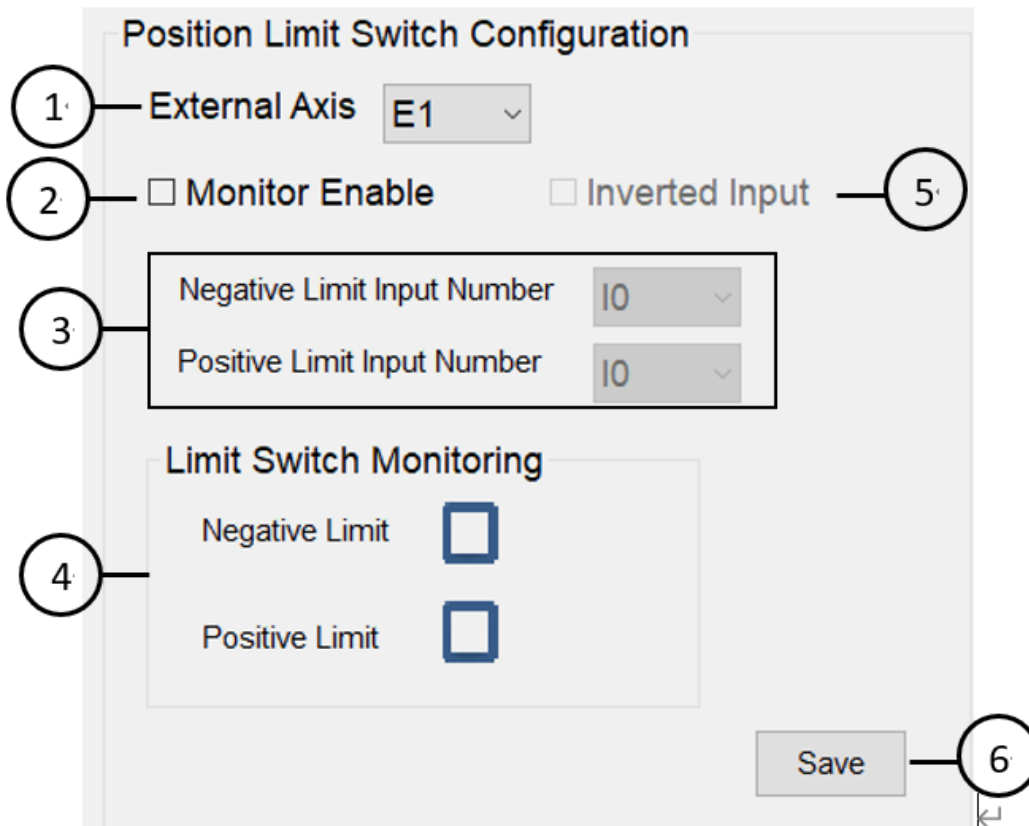 Position Limit Switch Configuration
1 External Axis E1
2 Monitor Enable Inverted Input 5
Negative Limit Input Number I0
3
Positive Limit Input Number I0
Limit Switch Monitoring
Negative Limit
4
Positive Limit
Save 6